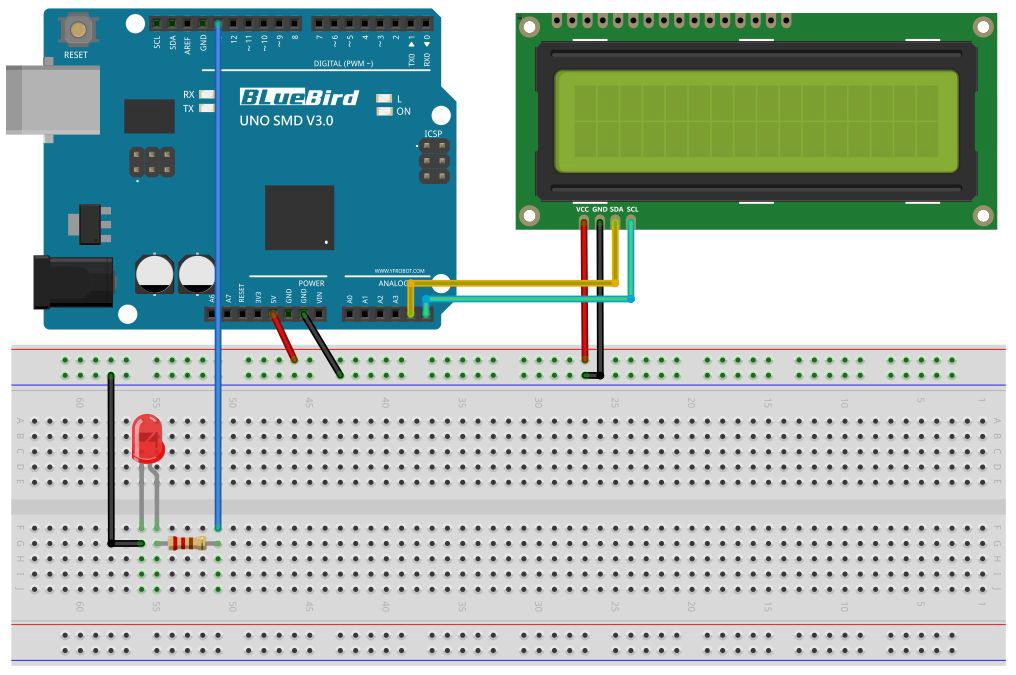 SCL
SDA
AREF
GND
12
~11
~10
~9
8
7
~6
~5
4
~3
2
TX0 ▶ 1
RX0 ◀ 0
RESET
DIGITAL (PWM ~)
RX
TX
BLueBird
L
ON
UNO SMD V3.0
ICSP
VCC GND SDA SCL
WWW.YFROBOT.COM
POWER
A6
A7
RESET
3V3
5V
GND
GND
VIN
A0
A1
A2
A3
60
55
50
45
40
35
30
25
20
15
10
5
1
A
B
C
D
E
A
B
C
D
E
F
G
H
I
J
F
G
H
I
J
60
55
50
45
40
35
30
25
20
15
10
5
1